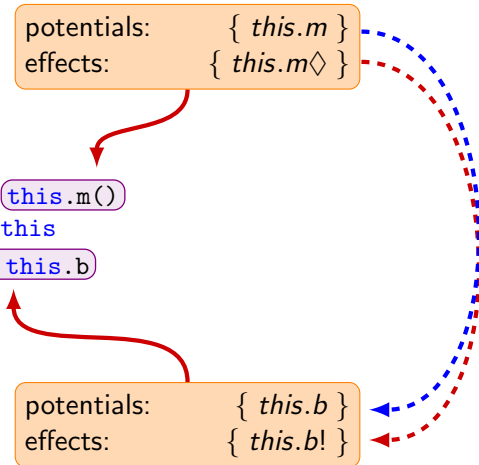 potentials: { this.m }
effects: { this.m◊ }
this.m()
this
this.b
potentials: { this.b }
effects: { this.b! }